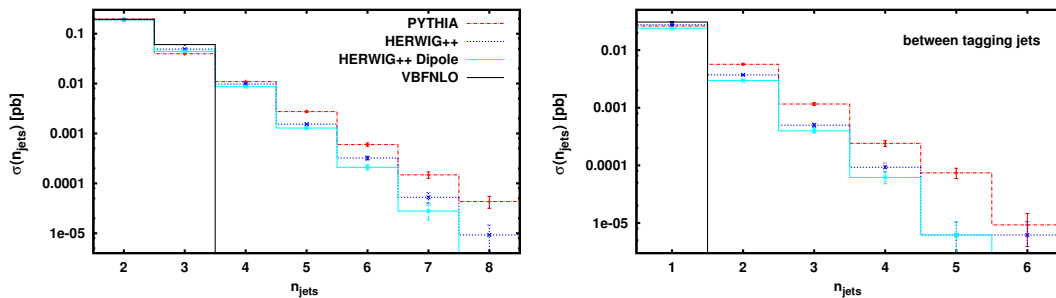 PYTHIA
HERWIG++
HERWIG++ Dipole
VBFNLO
0.1
0.01
0.001
0.0001
1e-05
σ(n_jets) [pb]
2 3 4 5 6 7 8
n_jets
between tagging jets
0.01
0.001
0.0001
1e-05
σ(n_jets) [pb]
1 2 3 4 5 6
n_jets